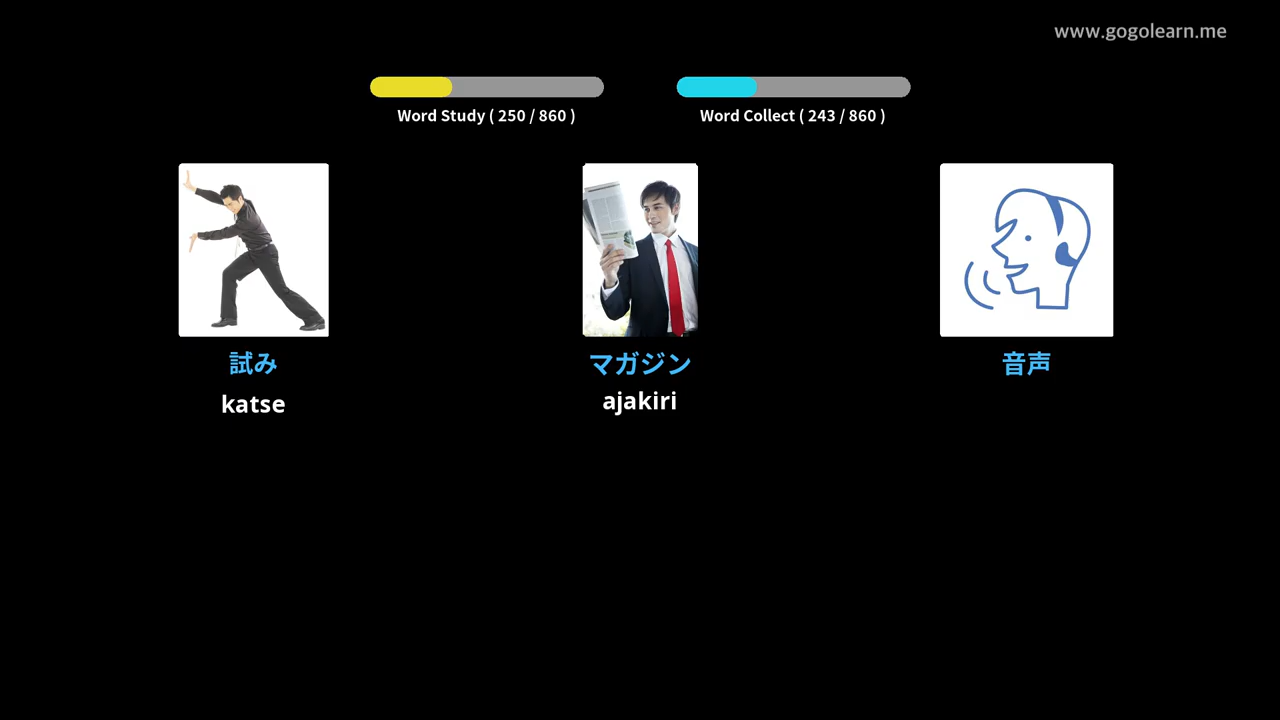 www.gogolearn.me
Word Study ( 250 / 860 )
Word Collect ( 243 / 860 )
試み
マガジン
音声
katse
ajakiri